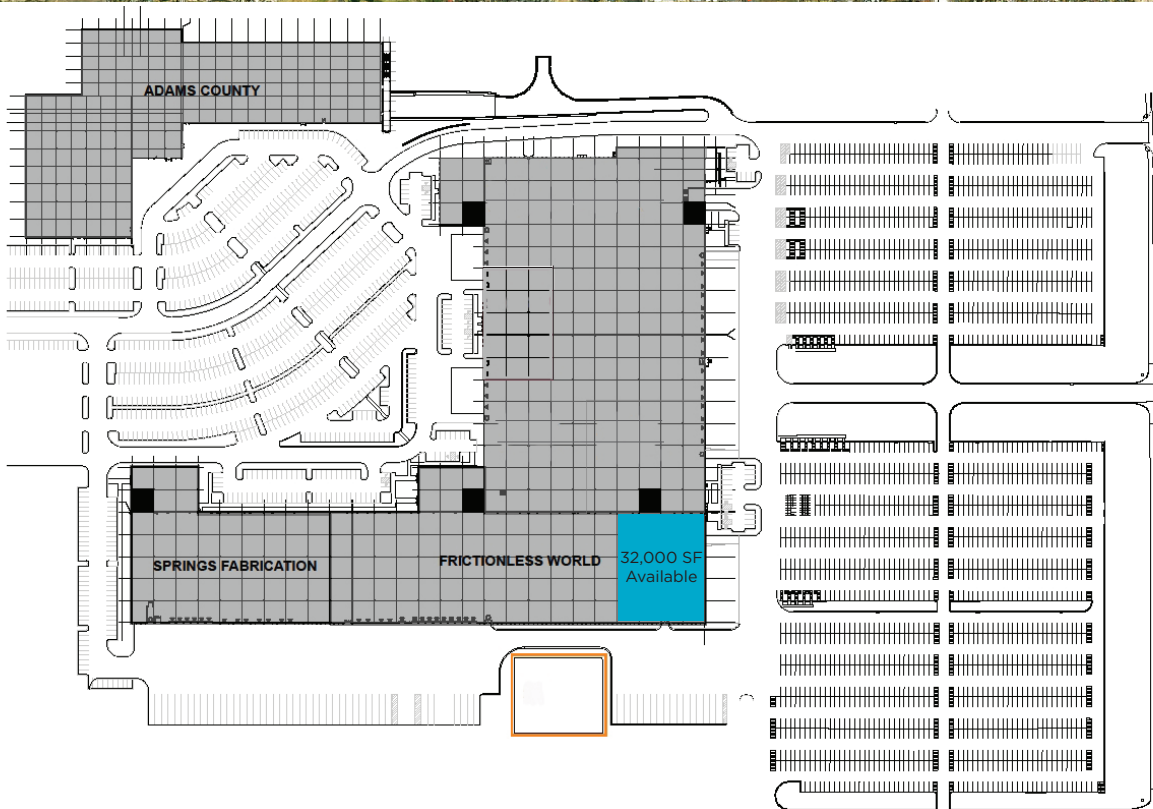 ADAMS COUNTY
SPRINGS FABRICATION
FRICTIONLESS WORLD
32,000 SF
Available